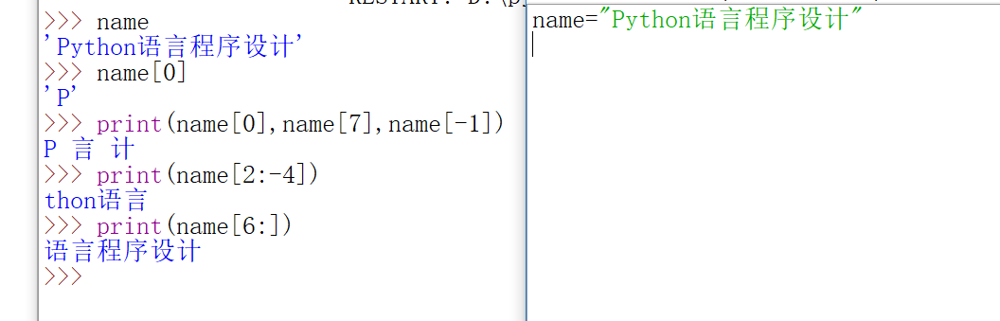 >>> name
'Python语言程序设计'
>>> name[0]
'P'
>>> print(name[0],name[7],name[-1])
P 言 计
>>> print(name[2:-4])
thon语言
>>> print(name[6:])
语言程序设计
>>>
name="Python语言程序设计"